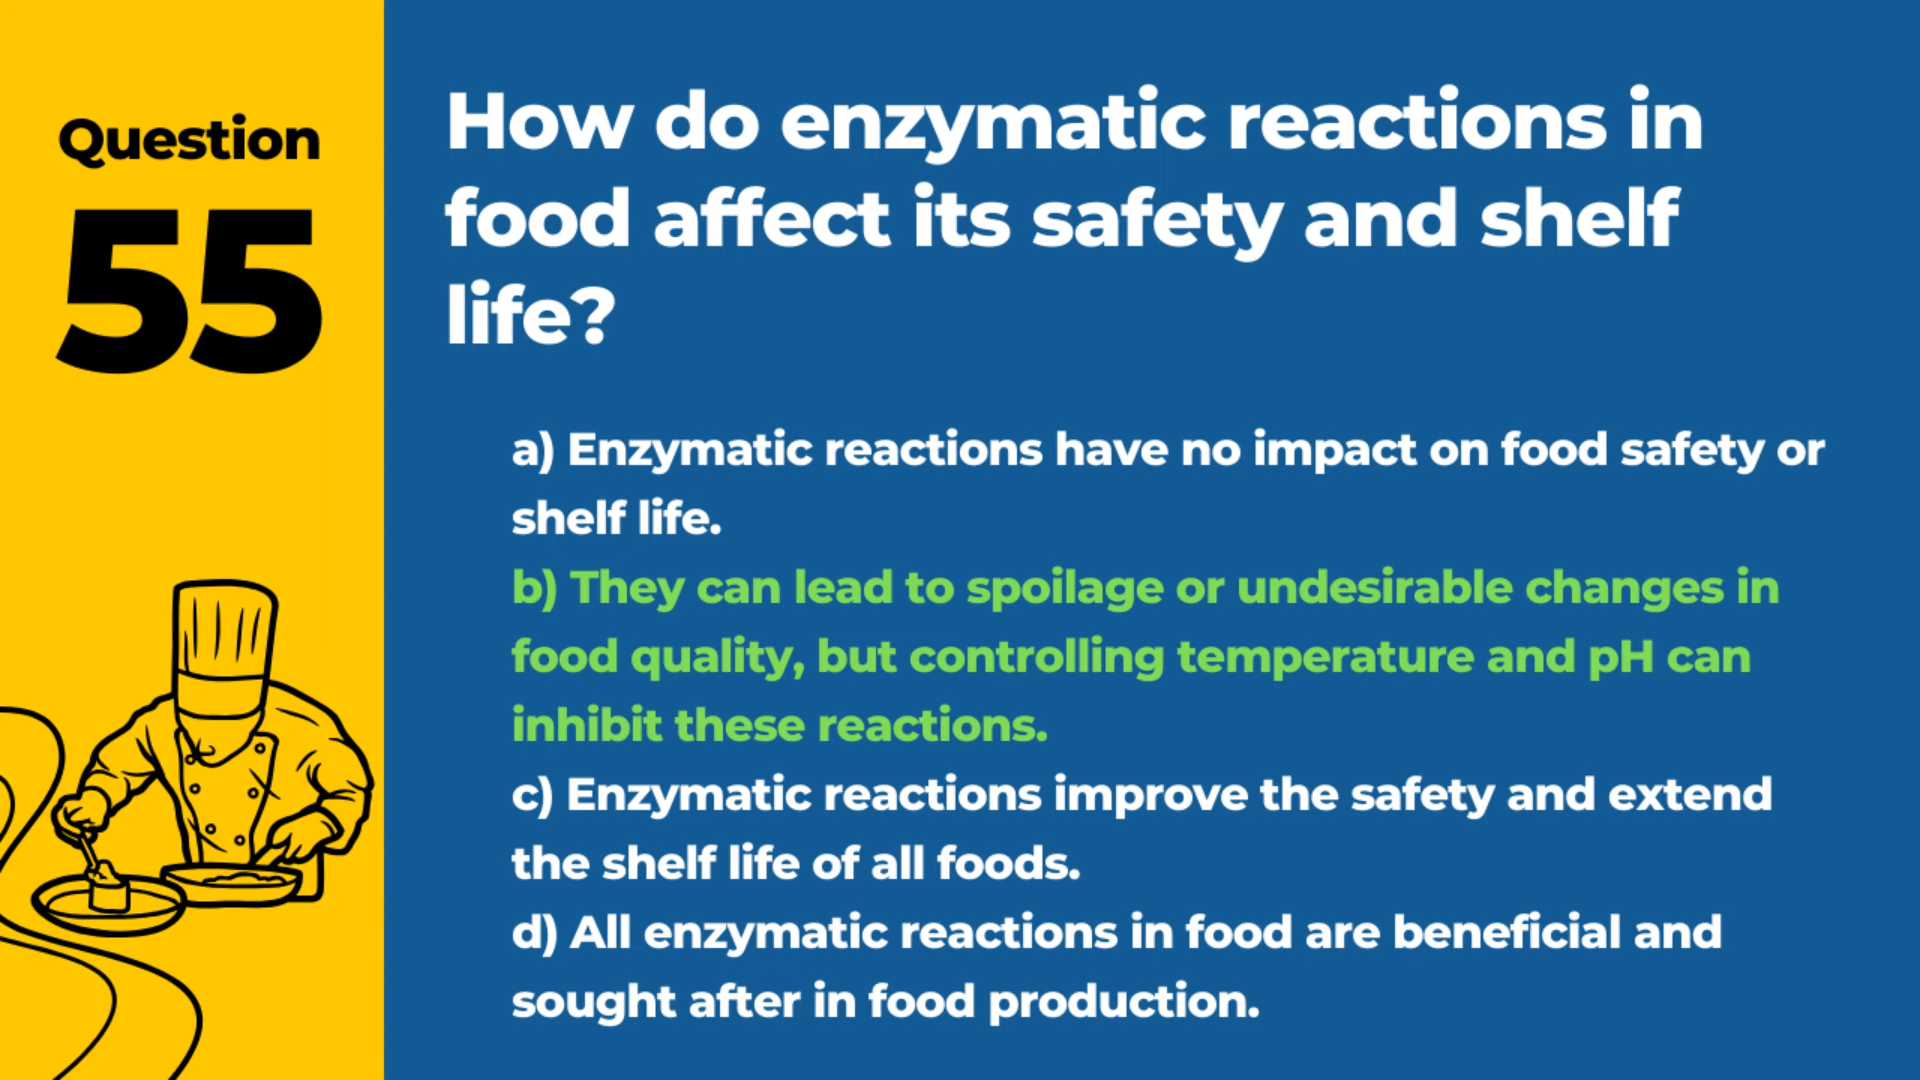 Question
55
How do enzymatic reactions in
food affect its safety and shelf
life?
a) Enzymatic reactions have no impact on food safety or
shelf life.
b) They can lead to spoilage or undesirable changes in
food quality, but controlling temperature and pH can
inhibit these reactions.
c) Enzymatic reactions improve the safety and extend
the shelf life of all foods.
d) All enzymatic reactions in food are beneficial and
sought after in food production.